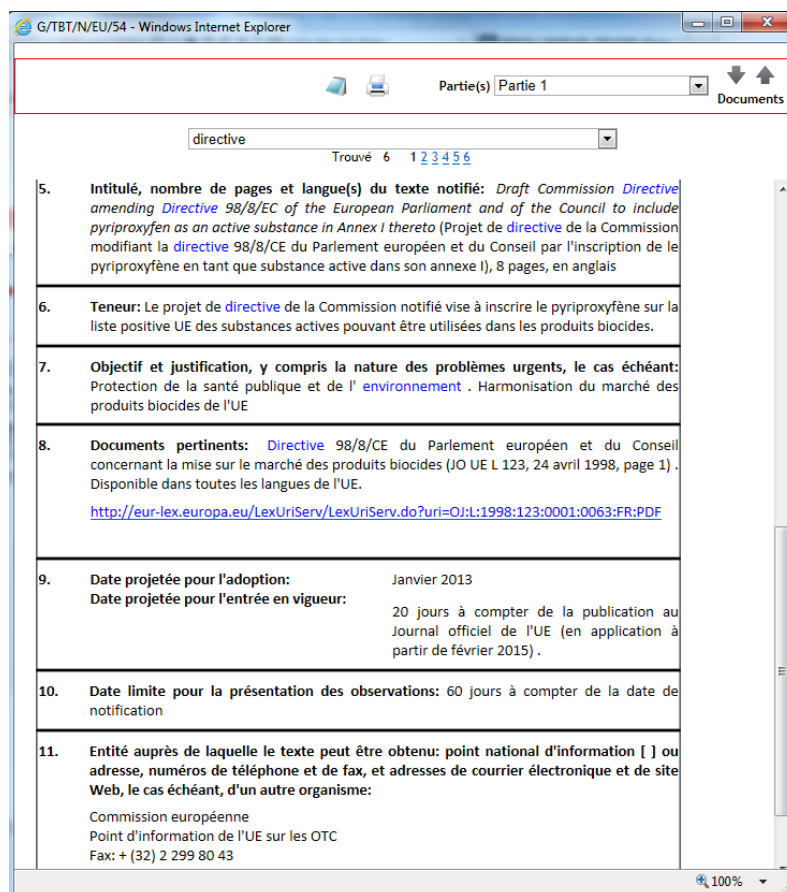 G/TBT/N/EU/54 - Windows Internet Explorer
Partie(s) Partie 1
Documents
directive
Trouvé 6 1 2 3 4 5 6
5. Intitulé, nombre de pages et langue(s) du texte notifié: Draft Commission Directive
amending Directive 98/8/EC of the European Parliament and of the Council to include
pyriproxyfen as an active substance in Annex I thereto (Projet de directive de la Commission
modifiant la directive 98/8/CE du Parlement européen et du Conseil par l'inscription de le
pyriproxyfène en tant que substance active dans son annexe I), 8 pages, en anglais
6. Teneur: Le projet de directive de la Commission notifié vise à inscrire le pyriproxyfène sur la
liste positive UE des substances actives pouvant être utilisées dans les produits biocides.
7. Objectif et justification, y compris la nature des problèmes urgents, le cas échéant:
Protection de la santé publique et de l' environnement . Harmonisation du marché des
produits biocides de l'UE
8. Documents pertinents: Directive 98/8/CE du Parlement européen et du Conseil
concernant la mise sur le marché des produits biocides (JO UE L 123, 24 avril 1998, page 1) .
Disponible dans toutes les langues de l'UE.
http://eur-lex.europa.eu/LexUriServ/LexUriServ.do?uri=OJ:L:1998:123:0001:0063:FR:PDF
9. Date projetée pour l'adoption: Janvier 2013
Date projetée pour l'entrée en vigueur:
20 jours à compter de la publication au
Journal officiel de l'UE (en application à
partir de février 2015) .
10. Date limite pour la présentation des observations: 60 jours à compter de la date de
notification
11. Entité auprès de laquelle le texte peut être obtenu: point national d'information [ ] ou
adresse, numéros de téléphone et de fax, et adresses de courrier électronique et de site
Web, le cas échéant, d'un autre organisme:
Commission européenne
Point d'information de l'UE sur les OTC
Fax: + (32) 2 299 80 43
100%